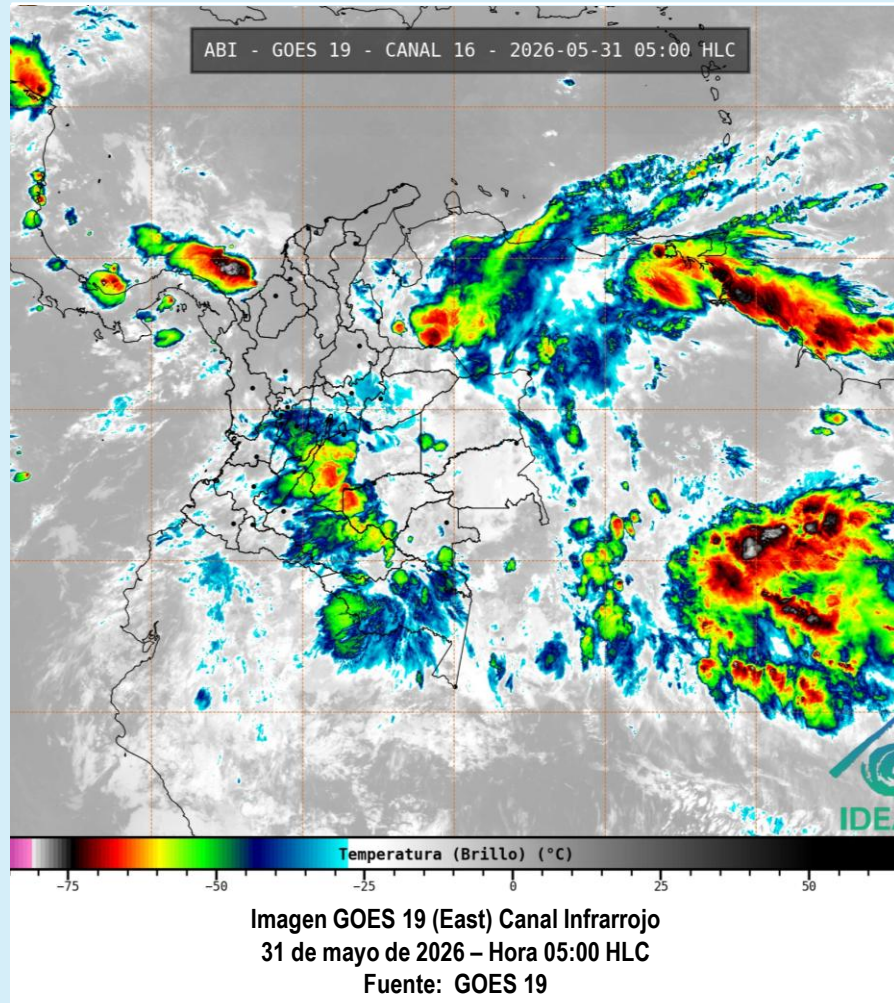 ABI - GOES 19 - CANAL 16 - 2026-05-31 05:00 HLC
IDEA
Temperatura (Brillo) (°C)
−75 −50 −25 0 25 50
Imagen GOES 19 (East) Canal Infrarrojo
31 de mayo de 2026 – Hora 05:00 HLC
Fuente: GOES 19